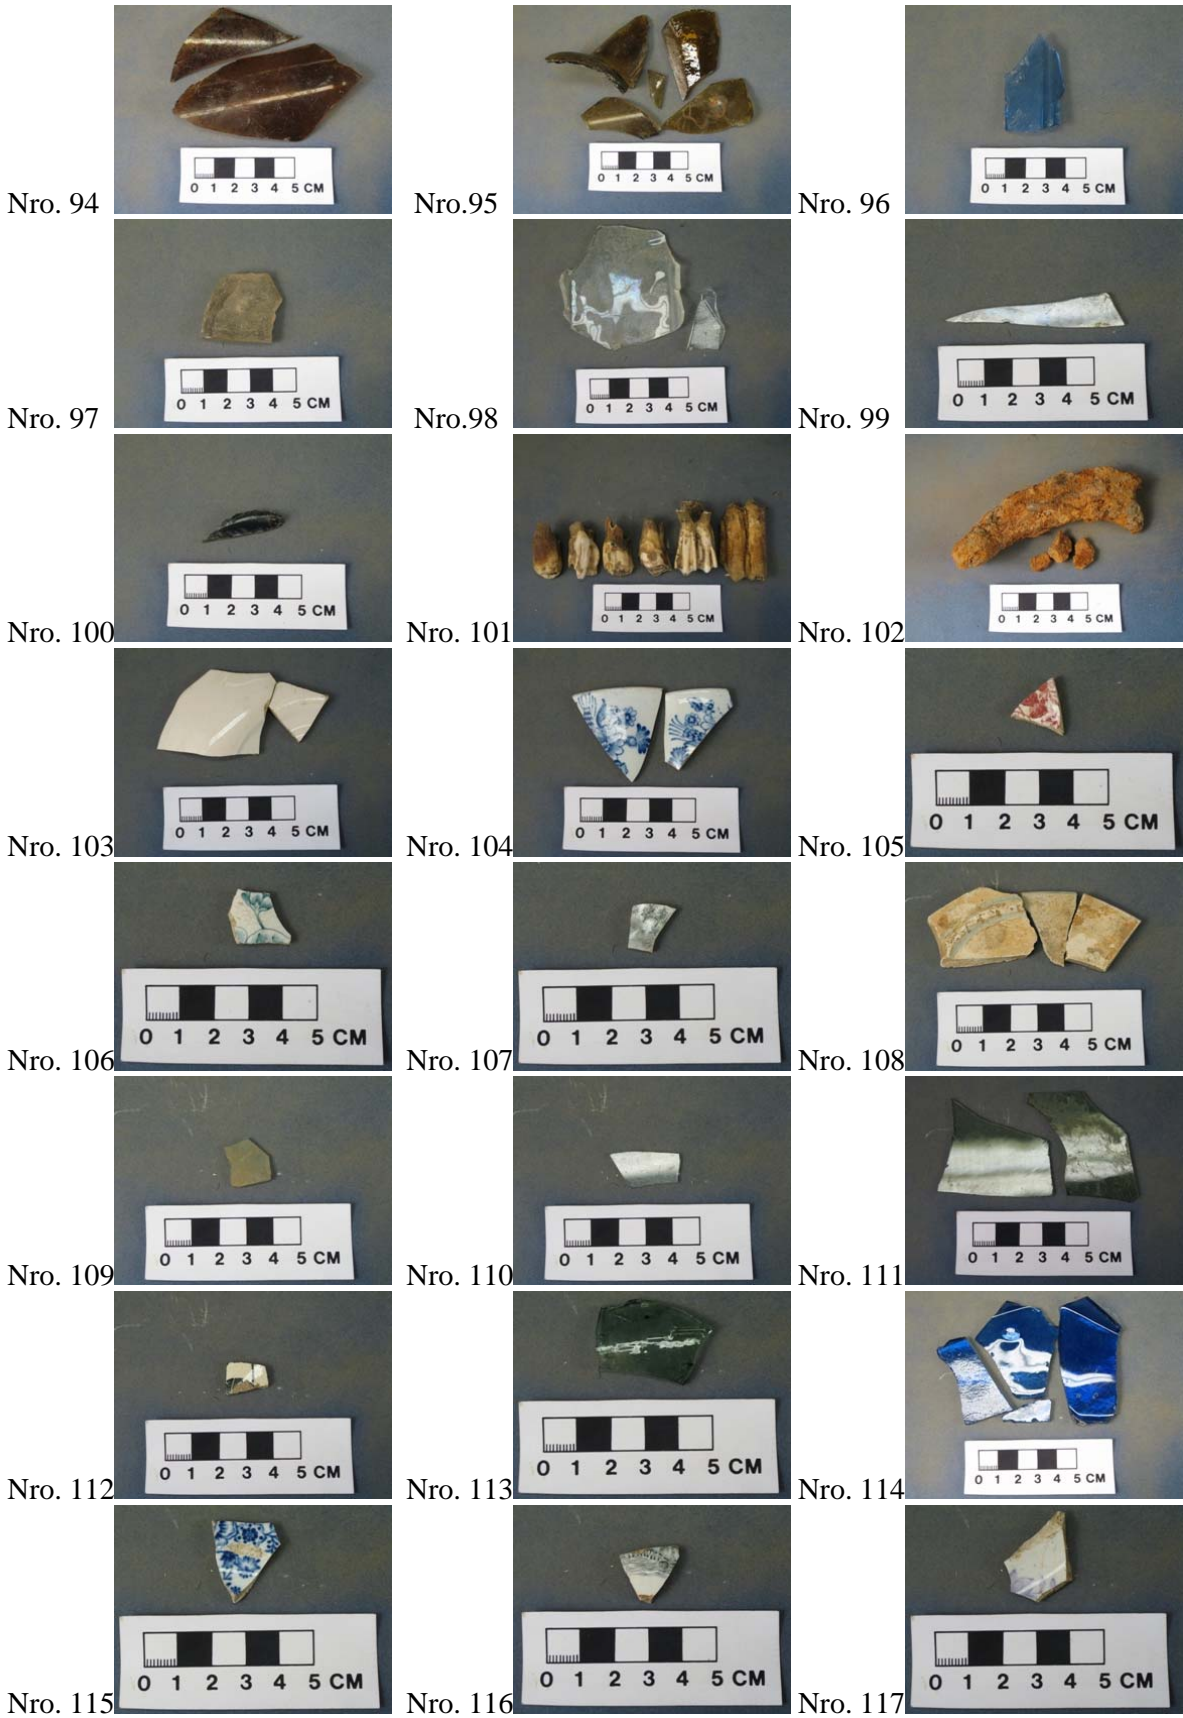 0 1 2 3 4 5 CM
0 1 2 3 4 5 CM
0 1 2 3 4 5 CM
Nro. 94
Nro.95
Nro. 96
0 1 2 3 4 5 CM
0 1 2 3 4 5 CM
0 1 2 3 4 5 CM
Nro. 97
Nro.98
Nro. 99
0 1 2 3 4 5 CM
0 1 2 3 4 5 CM
0 1 2 3 4 5 CM
Nro. 100
Nro. 101
Nro. 102
0 1 2 3 4 5 CM
0 1 2 3 4 5 CM
0 1 2 3 4 5 CM
Nro. 103
Nro. 104
Nro. 105
0 1 2 3 4 5 CM
0 1 2 3 4 5 CM
0 1 2 3 4 5 CM
Nro. 106
Nro. 107
Nro. 108
0 1 2 3 4 5 CM
0 1 2 3 4 5 CM
0 1 2 3 4 5 CM
Nro. 109
Nro. 110
Nro. 111
0 1 2 3 4 5 CM
0 1 2 3 4 5 CM
0 1 2 3 4 5 CM
Nro. 112
Nro. 113
Nro. 114
0 1 2 3 4 5 CM
0 1 2 3 4 5 CM
0 1 2 3 4 5 CM
Nro. 115
Nro. 116
Nro. 117